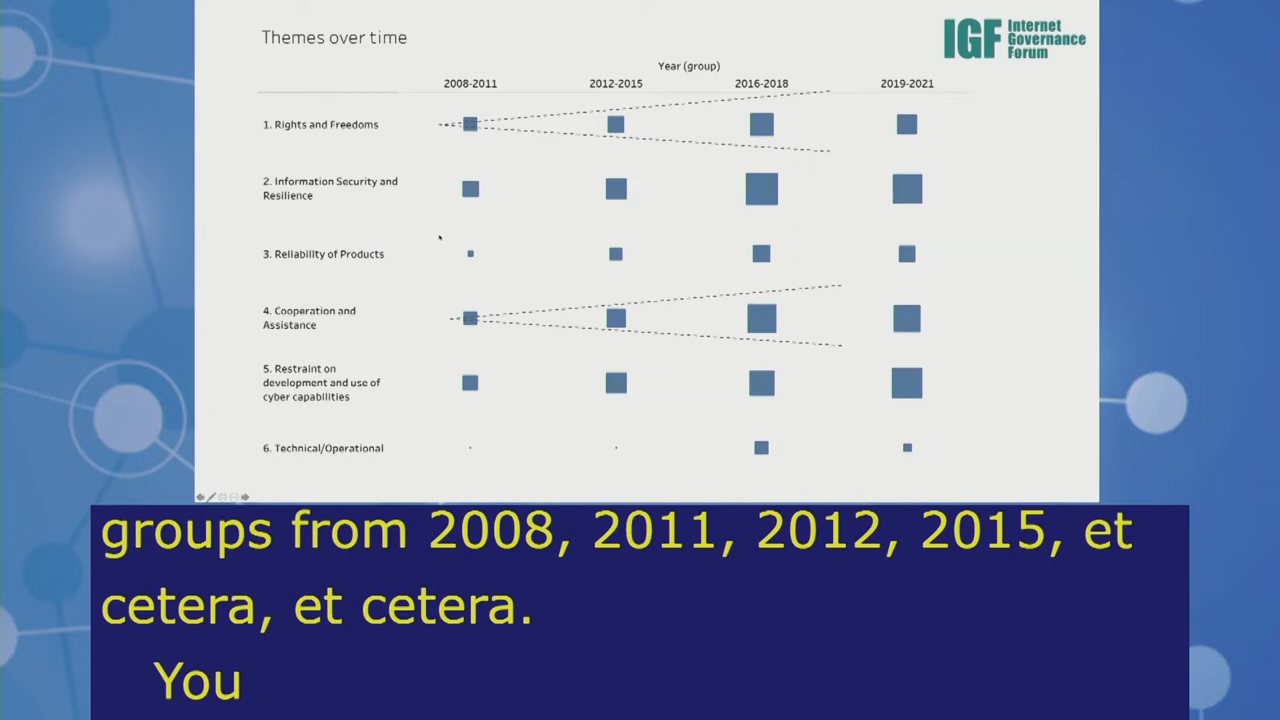 Themes over time
IGF Internet
Governance
Forum
Year (group)
2008-2011 2012-2015 2016-2018 2019-2021
1. Rights and Freedoms
2. Information Security and
Resilience
3. Reliability of Products
4. Cooperation and
Assistance
5. Restraint on
development and use of
cyber capabilities
6. Technical/Operational
groups from 2008, 2011, 2012, 2015, et
cetera, et cetera.
You